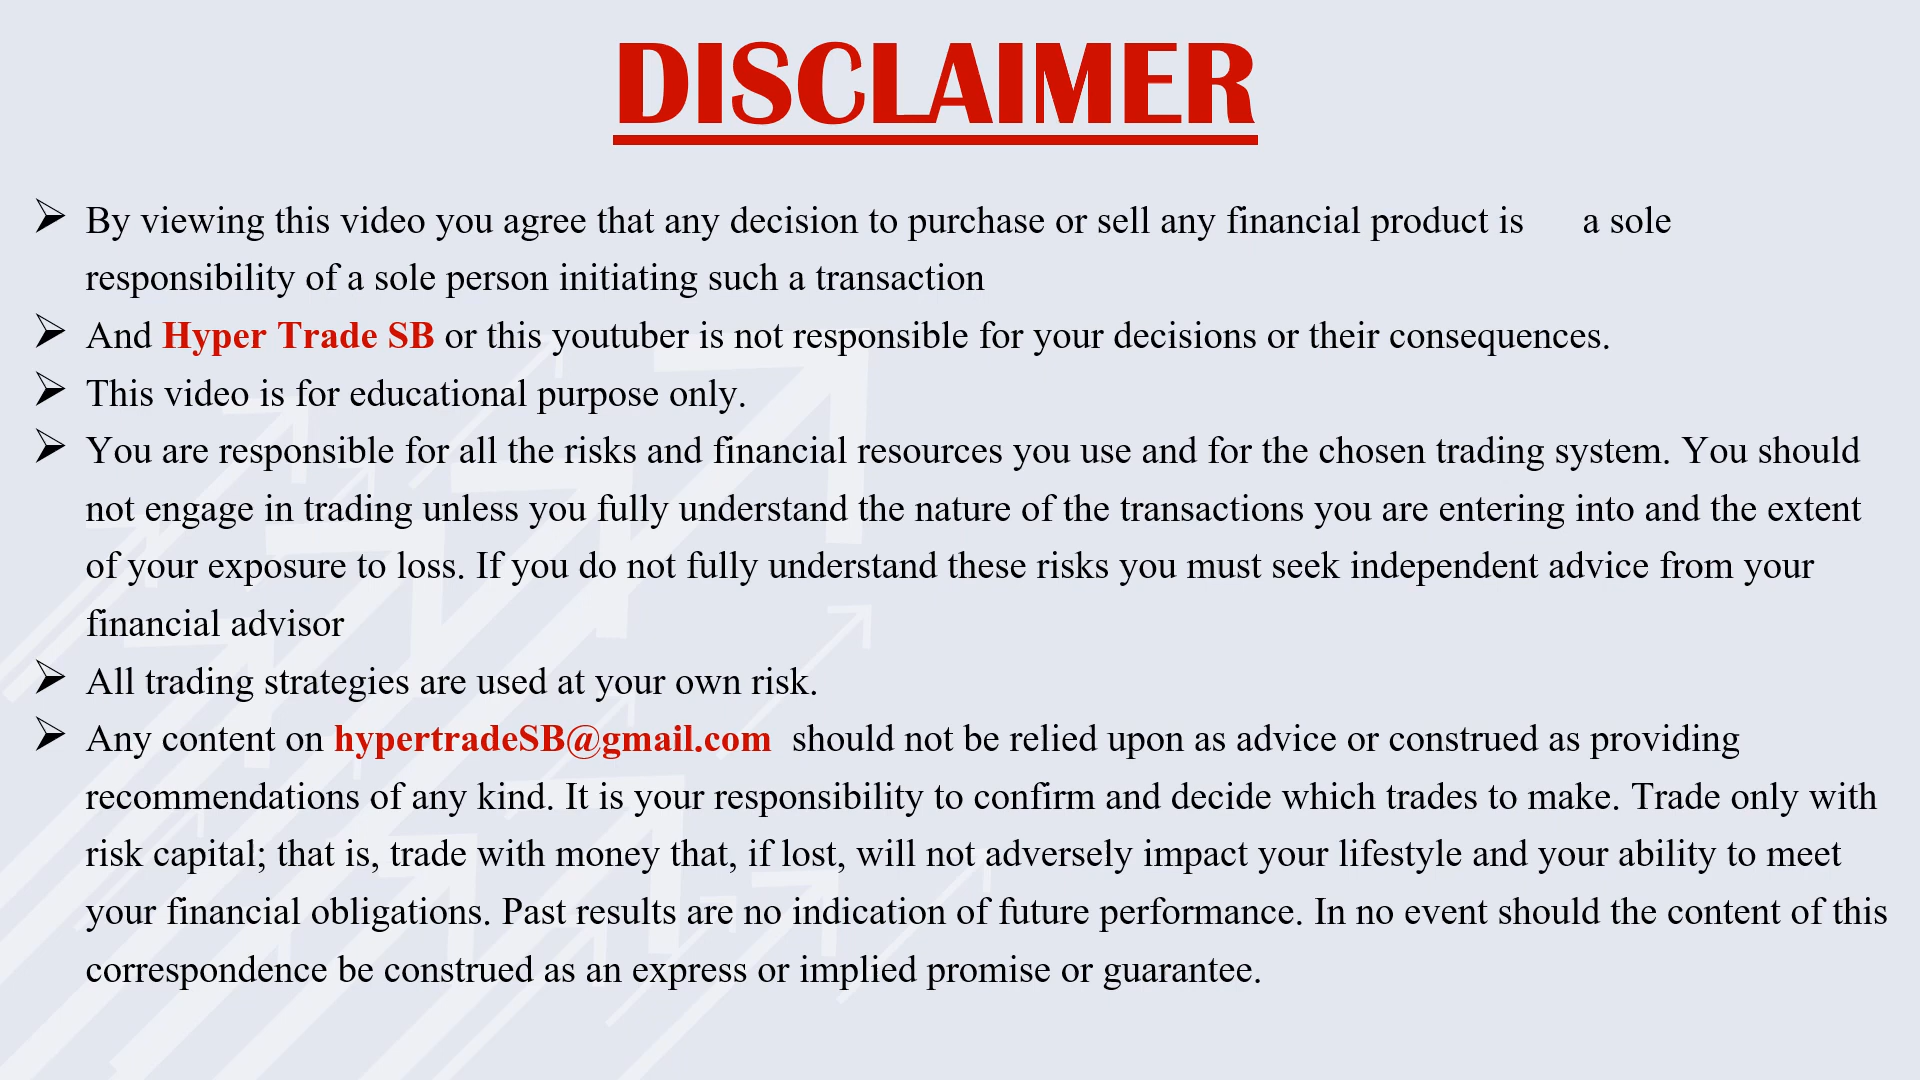 DISCLAIMER
➢ By viewing this video you agree that any decision to purchase or sell any financial product is a sole
responsibility of a sole person initiating such a transaction
➢ And Hyper Trade SB or this youtuber is not responsible for your decisions or their consequences.
➢ This video is for educational purpose only.
➢ You are responsible for all the risks and financial resources you use and for the chosen trading system. You should
not engage in trading unless you fully understand the nature of the transactions you are entering into and the extent
of your exposure to loss. If you do not fully understand these risks you must seek independent advice from your
financial advisor
➢ All trading strategies are used at your own risk.
➢ Any content on hypertradeSB@gmail.com should not be relied upon as advice or construed as providing
recommendations of any kind. It is your responsibility to confirm and decide which trades to make. Trade only with
risk capital; that is, trade with money that, if lost, will not adversely impact your lifestyle and your ability to meet
your financial obligations. Past results are no indication of future performance. In no event should the content of this
correspondence be construed as an express or implied promise or guarantee.